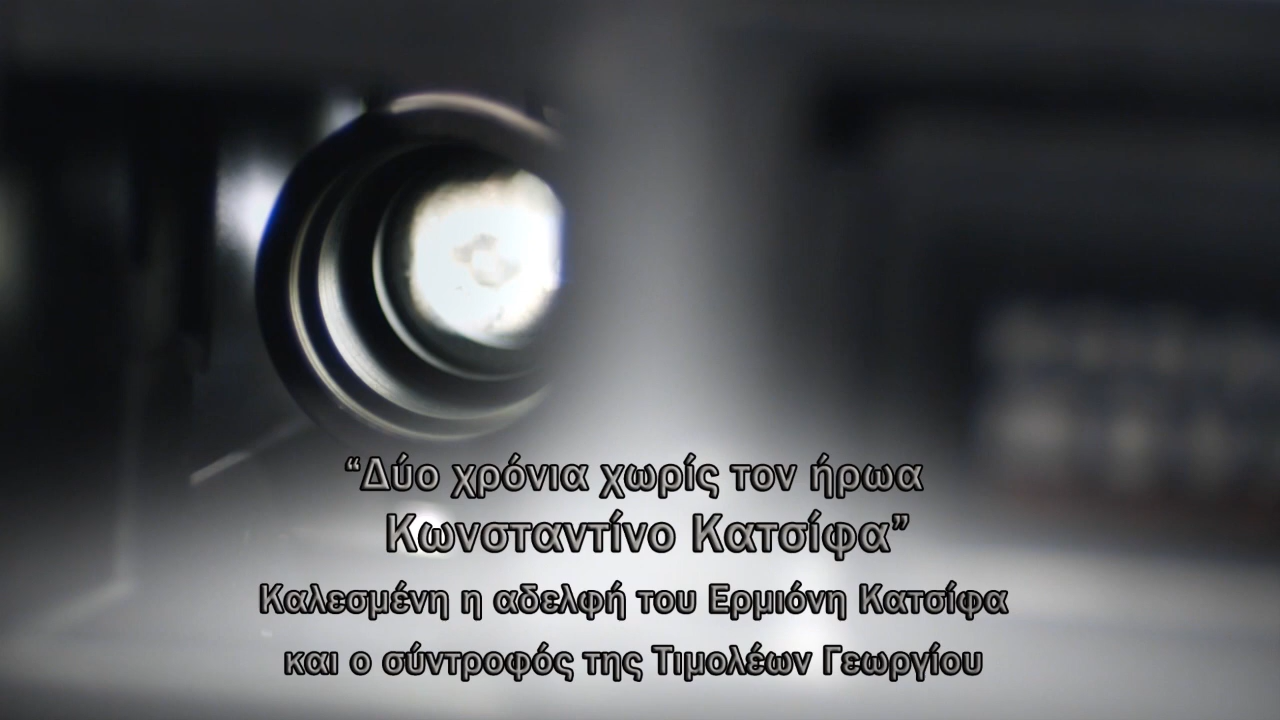 “Δύο χρόνια χωρίς τον ήρωα
Κωνσταντίνο Κατσίφα”
Καλεσμένη η αδελφή του Ερμιόνη Κατσίφα
και ο σύντροφός της Τιμολέων Γεωργίου